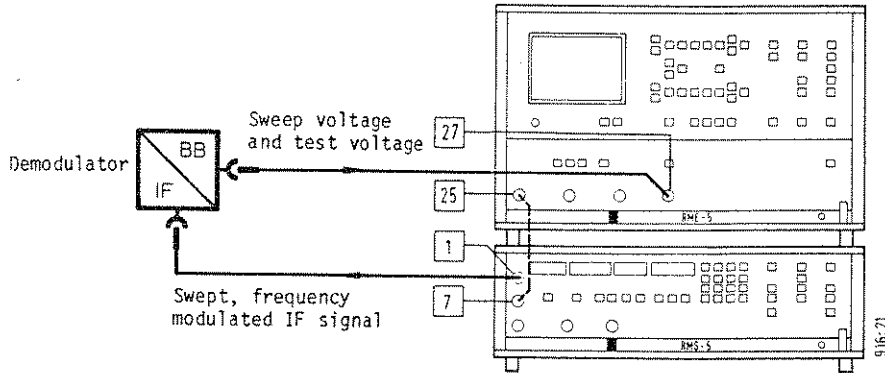 Sweep voltage
and test voltage
27
Demodulator
BB
IF
25
RME-5
1
Swept, frequency
modulated IF signal
7
RMS-5
916:21